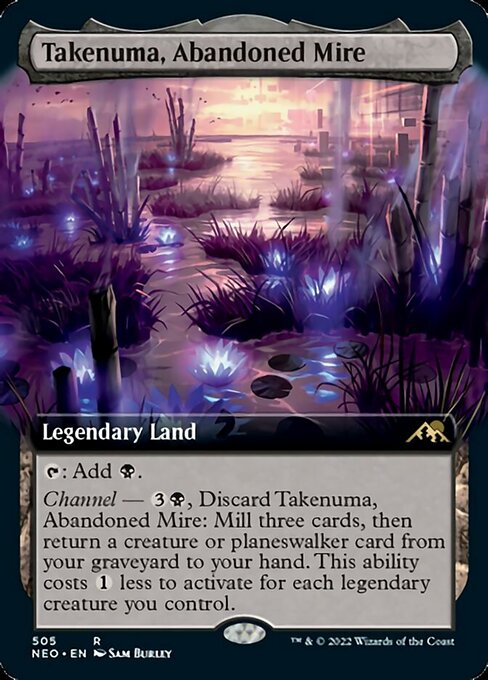 Takenuma, Abandoned Mire
Legendary Land
: Add .
Channel — 3, Discard Takenuma,
Abandoned Mire: Mill three cards, then
return a creature or planeswalker card from
your graveyard to your hand. This ability
costs 1 less to activate for each legendary
creature you control.
505 R
NEO • EN Sam Burley
™ & © 2022 Wizards of the Coast